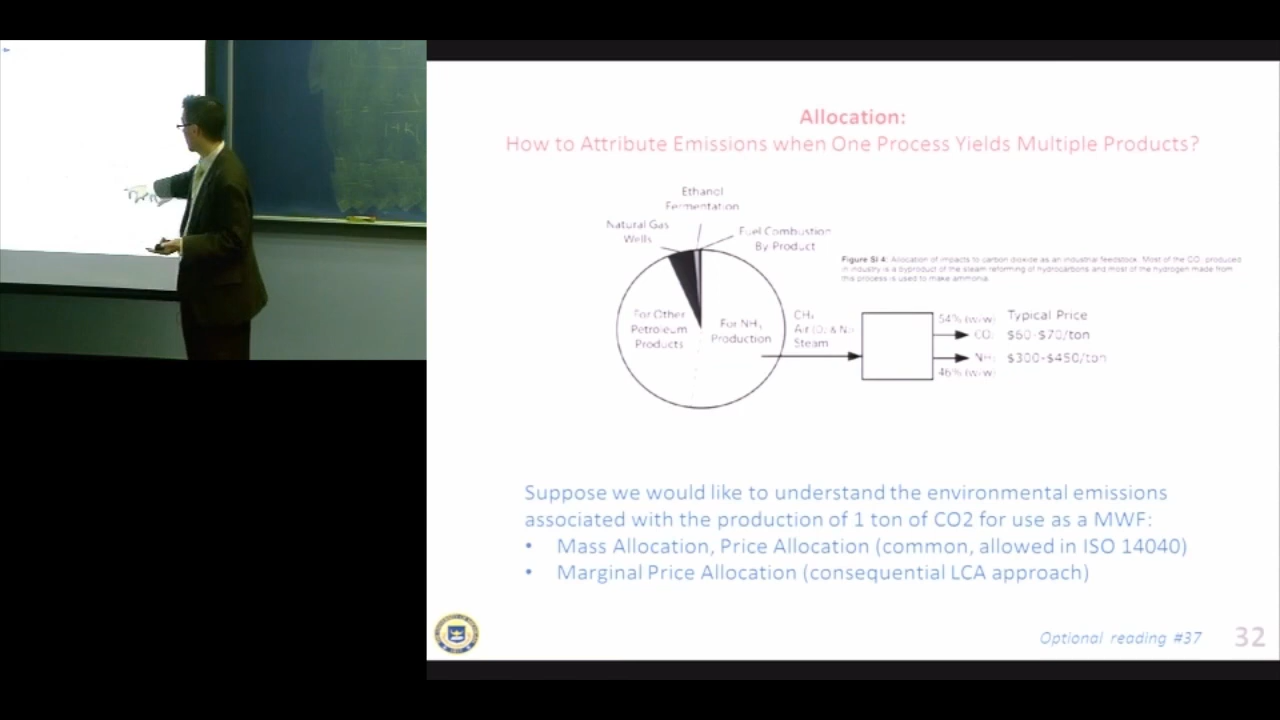 Allocation:
How to Attribute Emissions when One Process Yields Multiple Products?
Ethanol
Fermentation
Natural Gas
Wells
Fuel Combustion
By Product
Figure SI 4: Allocation of impacts to carbon dioxide as an industrial feedstock. Most of the CO₂ produced
in industry is a byproduct of the steam reforming of hydrocarbons and most of the hydrogen made from
this process is used to make ammonia.
For Other
Petroleum
Products
For NH₃
Production
CH₄
Air (O₂ & N₂)
Steam
54% (w/w)
CO₂
NH₃
46% (w/w)
Typical Price
$60-$70/ton
$300-$450/ton
Suppose we would like to understand the environmental emissions
associated with the production of 1 ton of CO2 for use as a MWF:
• Mass Allocation, Price Allocation (common, allowed in ISO 14040)
• Marginal Price Allocation (consequential LCA approach)
Optional reading #37
32